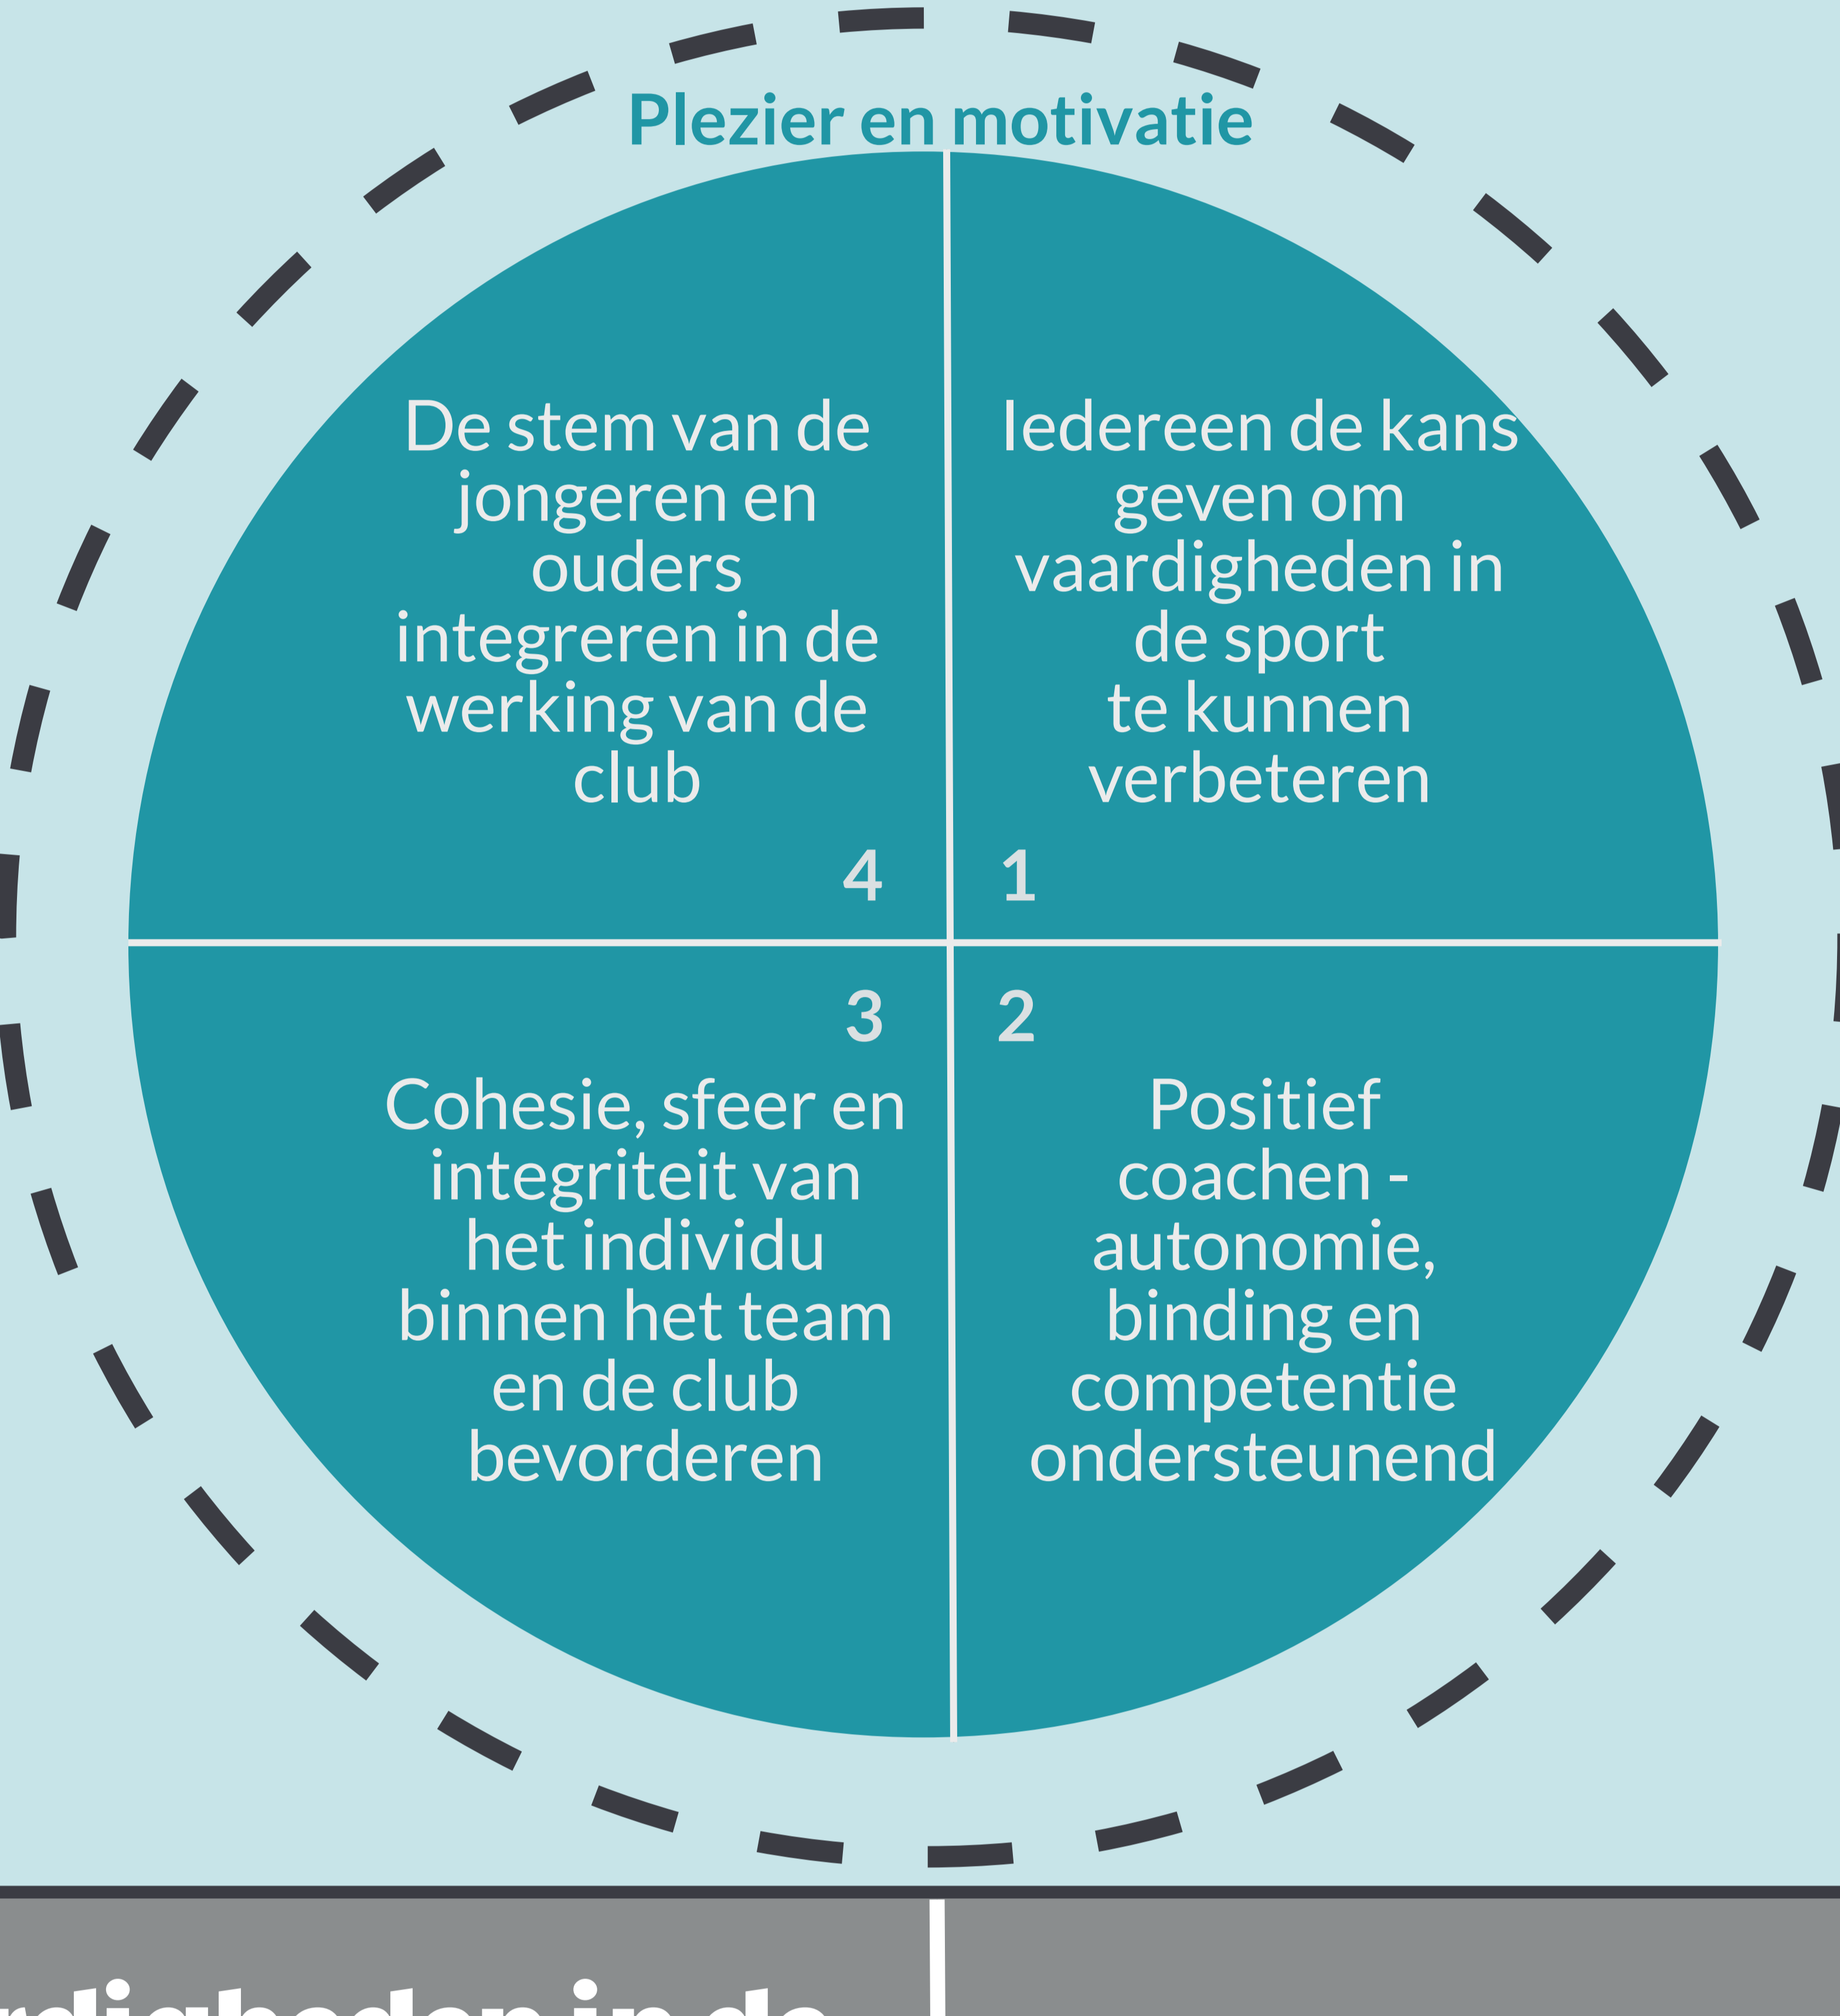 Plezier en motivatie
De stem van de
jongeren en
ouders
integreren in de
werking van de
club
4
Iedereen de kans
geven om
vaardigheden in
de sport
te kunnen
verbeteren
1
3
Cohesie, sfeer en
integriteit van
het individu
binnen het team
en de club
bevorderen
2
Positief
coachen -
autonomie,
binding en
competentie
ondersteunend